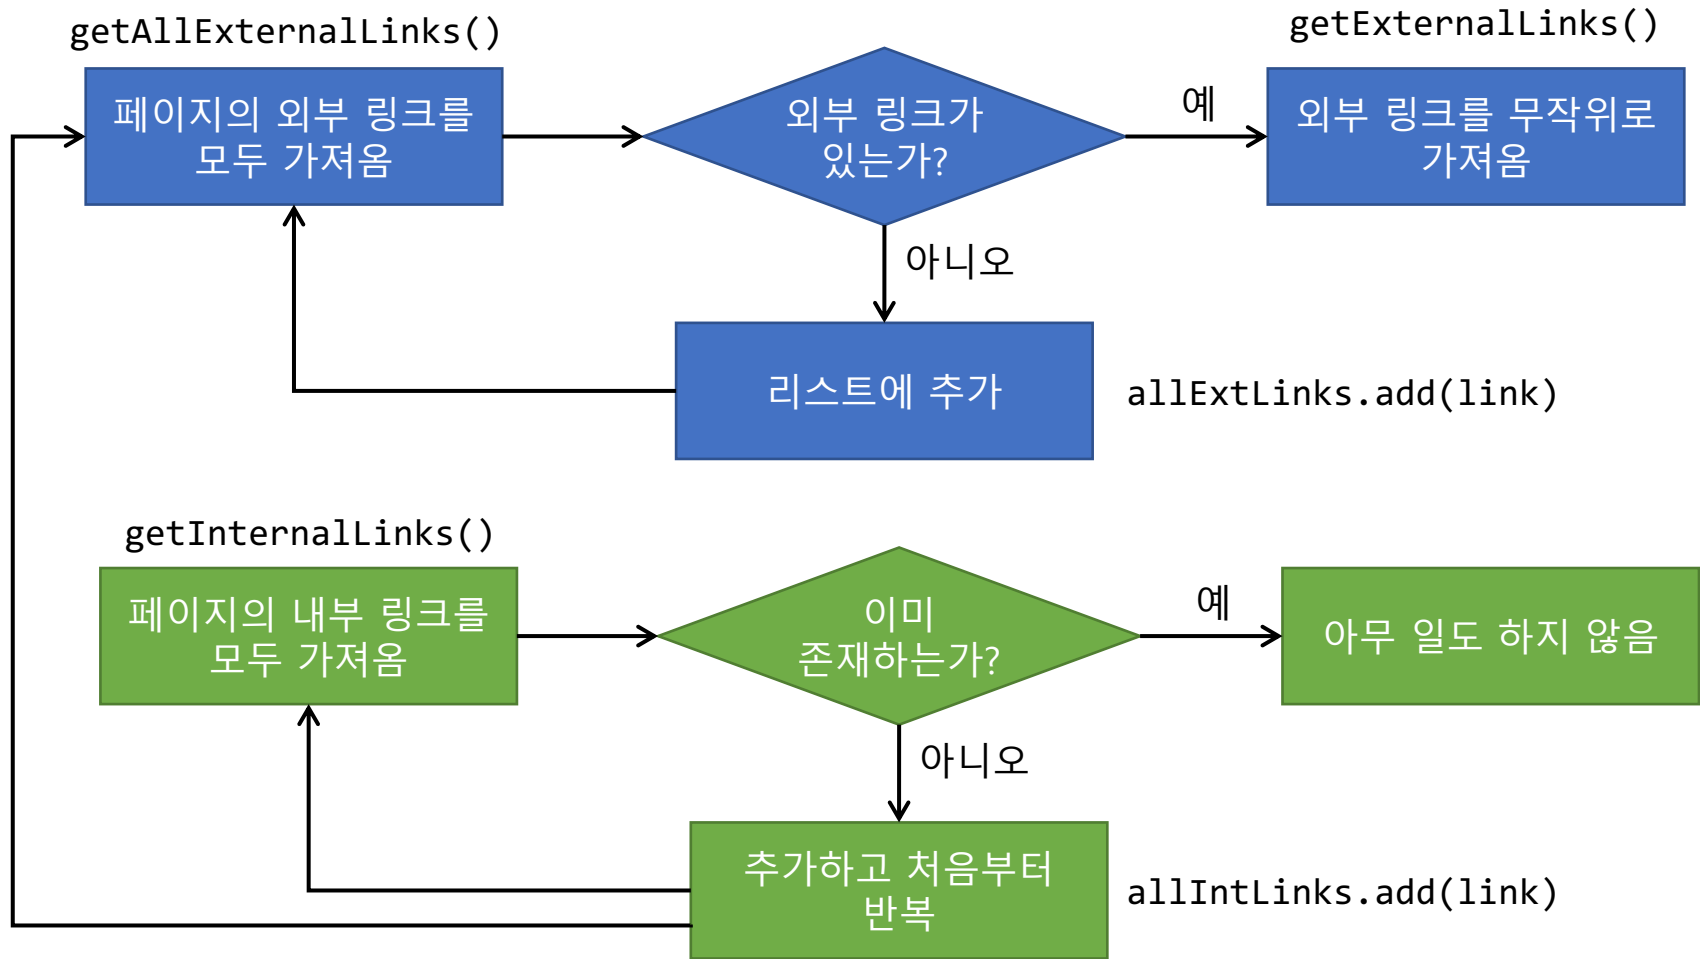 getAllExternalLinks()
getExternalLinks()
페이지의 외부 링크를
모두 가져옴
외부 링크가
있는가?
예
외부 링크를 무작위로
가져옴
아니오
리스트에 추가
allExtLinks.add(link)
getInternalLinks()
페이지의 내부 링크를
모두 가져옴
이미
존재하는가?
예
아무 일도 하지 않음
아니오
추가하고 처음부터
반복
allIntLinks.add(link)